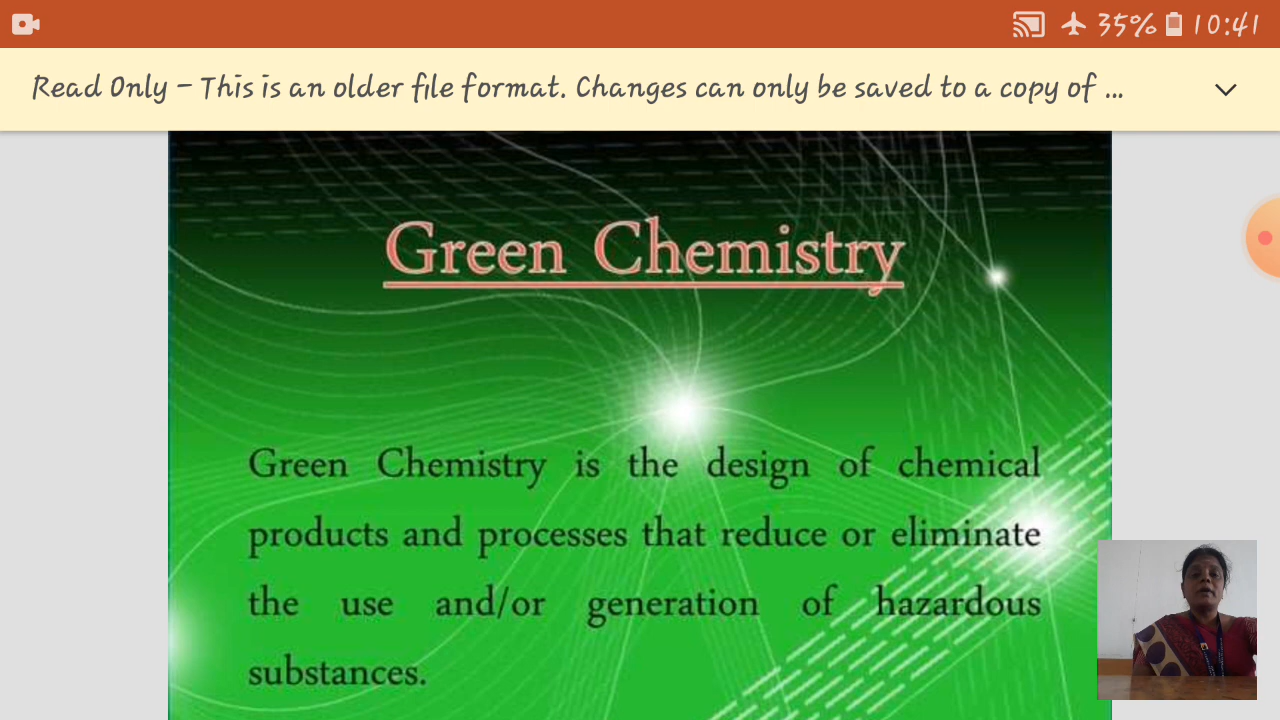 35% 10:41
Read Only – This is an older file format. Changes can only be saved to a copy of ...
Green Chemistry
Green Chemistry is the design of chemical
products and processes that reduce or eliminate
the use and/or generation of hazardous
substances.